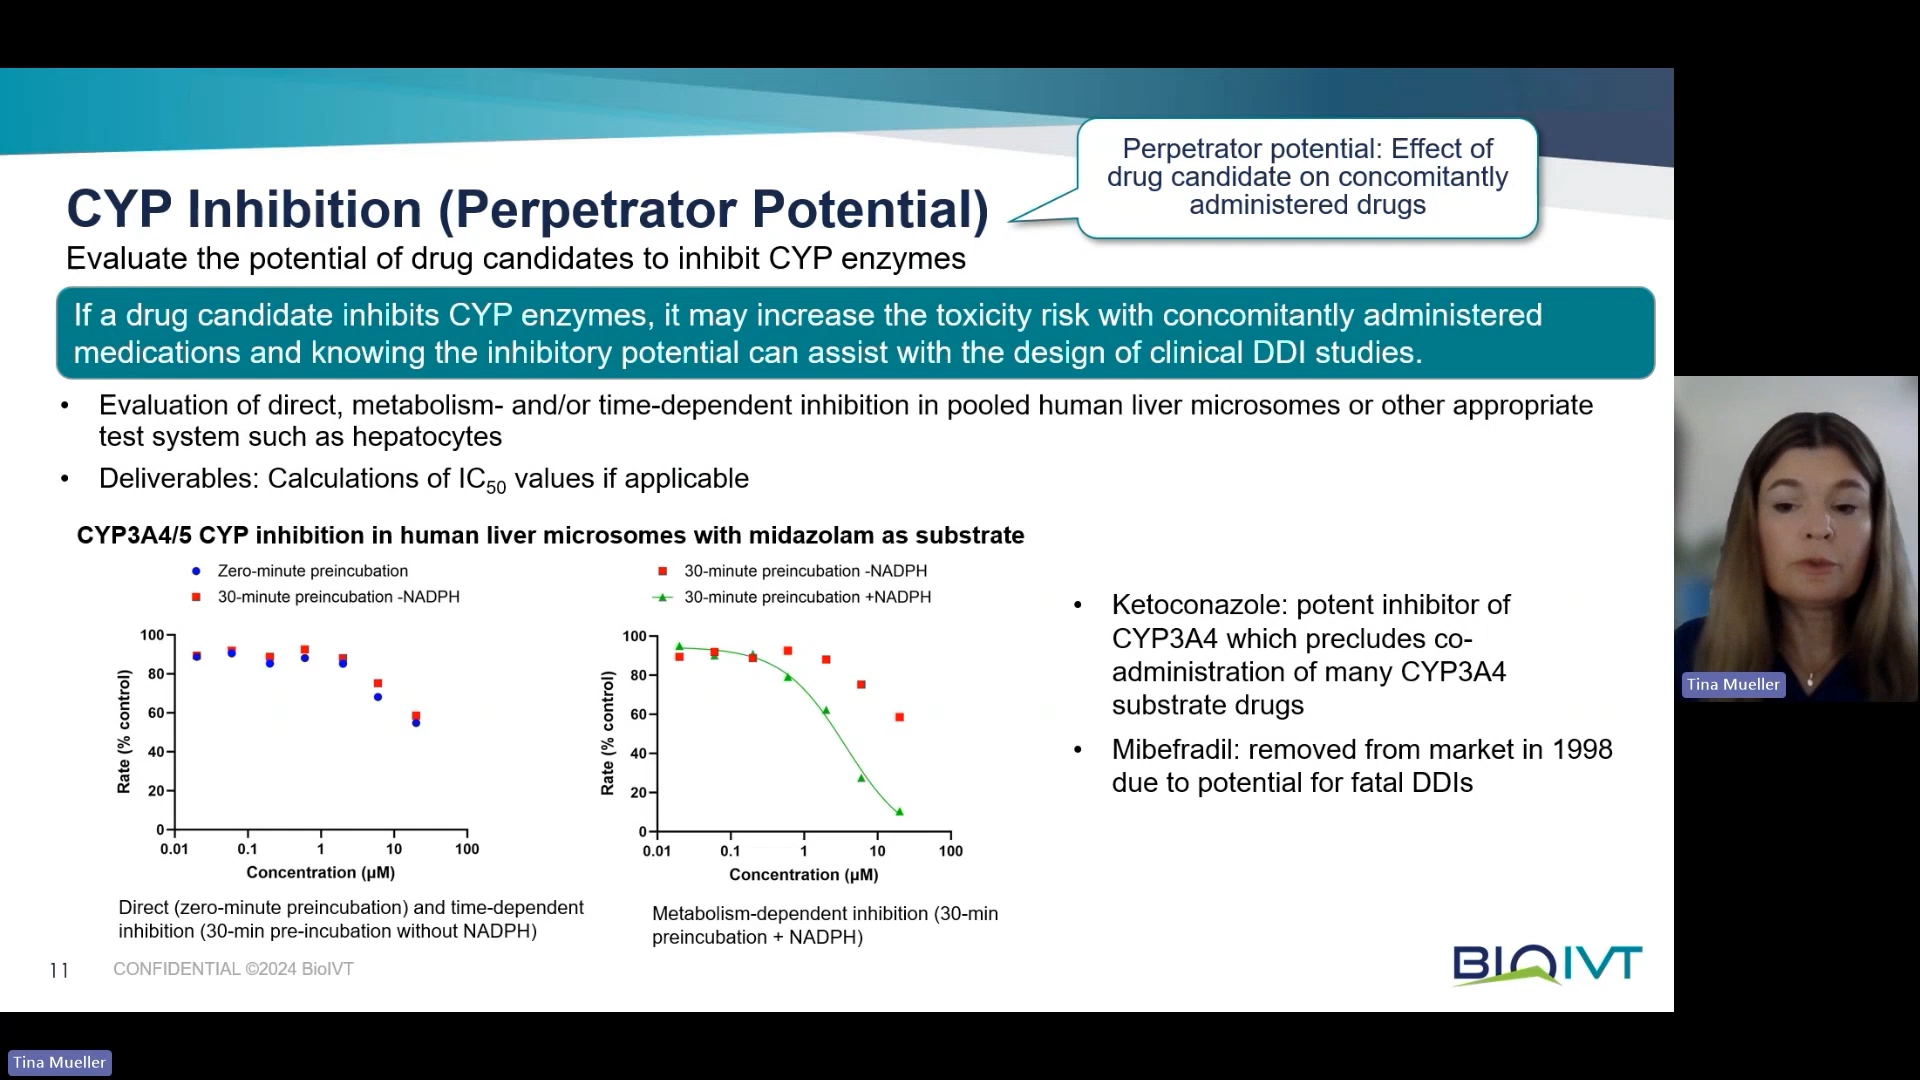 Perpetrator potential: Effect of
drug candidate on concomitantly
administered drugs
CYP Inhibition (Perpetrator Potential)
Evaluate the potential of drug candidates to inhibit CYP enzymes
If a drug candidate inhibits CYP enzymes, it may increase the toxicity risk with concomitantly administered
medications and knowing the inhibitory potential can assist with the design of clinical DDI studies.
• Evaluation of direct, metabolism- and/or time-dependent inhibition in pooled human liver microsomes or other appropriate
test system such as hepatocytes
• Deliverables: Calculations of IC50 values if applicable
CYP3A4/5 CYP inhibition in human liver microsomes with midazolam as substrate
Zero-minute preincubation
30-minute preincubation -NADPH
Rate (% control)
100
80
60
40
20
0
0.01 0.1 1 10 100
Concentration (µM)
Direct (zero-minute preincubation) and time-dependent
inhibition (30-min pre-incubation without NADPH)
30-minute preincubation -NADPH
30-minute preincubation +NADPH
Rate (% control)
100
80
60
40
20
0
0.01 0.1 1 10 100
Concentration (µM)
Metabolism-dependent inhibition (30-min
preincubation + NADPH)
• Ketoconazole: potent inhibitor of
CYP3A4 which precludes co-
administration of many CYP3A4
substrate drugs
• Mibefradil: removed from market in 1998
due to potential for fatal DDIs
11 CONFIDENTIAL ©2024 BioIVT
BIOIVT
Tina Mueller
Tina Mueller